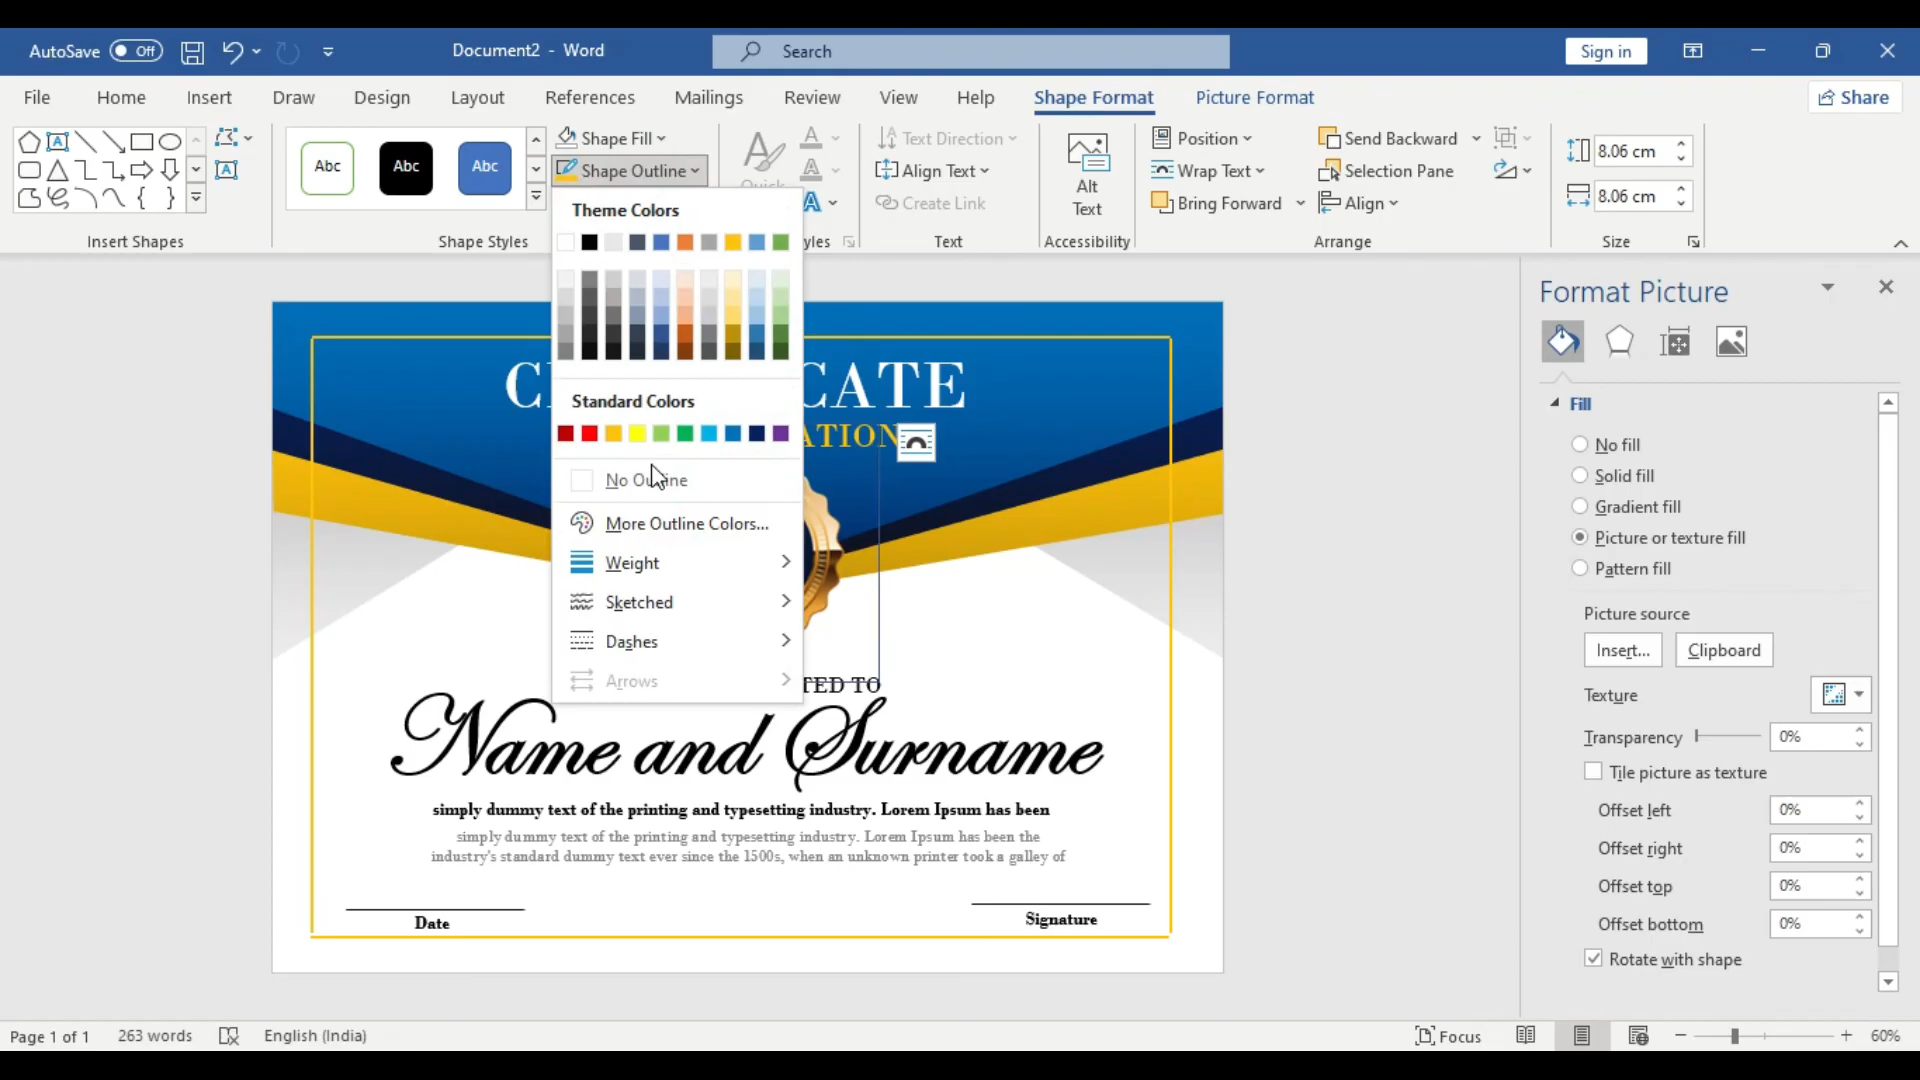 AutoSave Off Document2 - Word Search Sign in
File Home Insert Draw Design Layout References Mailings Review View Help Shape Format Picture Format Share
Abc Abc Abc
Shape Fill
Shape Outline
Quick
Text Direction
Align Text
Create Link
Alt
Text
Position
Wrap Text
Bring Forward
Send Backward
Selection Pane
Align
8.06 cm
8.06 cm
Insert Shapes Shape Styles yles Text Accessibility Arrange Size
Theme Colors
Standard Colors
No Outline
More Outline Colors...
Weight
Sketched
Dashes
Arrows
C CATE
ATION
TED TO
Name and Surname
simply dummy text of the printing and typesetting industry. Lorem Ipsum has been
simply dummy text of the printing and typesetting industry. Lorem Ipsum has been the
industry's standard dummy text ever since the 1500s, when an unknown printer took a galley of
Date
Signature
Format Picture
Fill
No fill
Solid fill
Gradient fill
Picture or texture fill
Pattern fill
Picture source
Insert... Clipboard
Texture
Transparency 0%
Tile picture as texture
Offset left 0%
Offset right 0%
Offset top 0%
Offset bottom 0%
Rotate with shape
Page 1 of 1 263 words English (India) Focus 60%